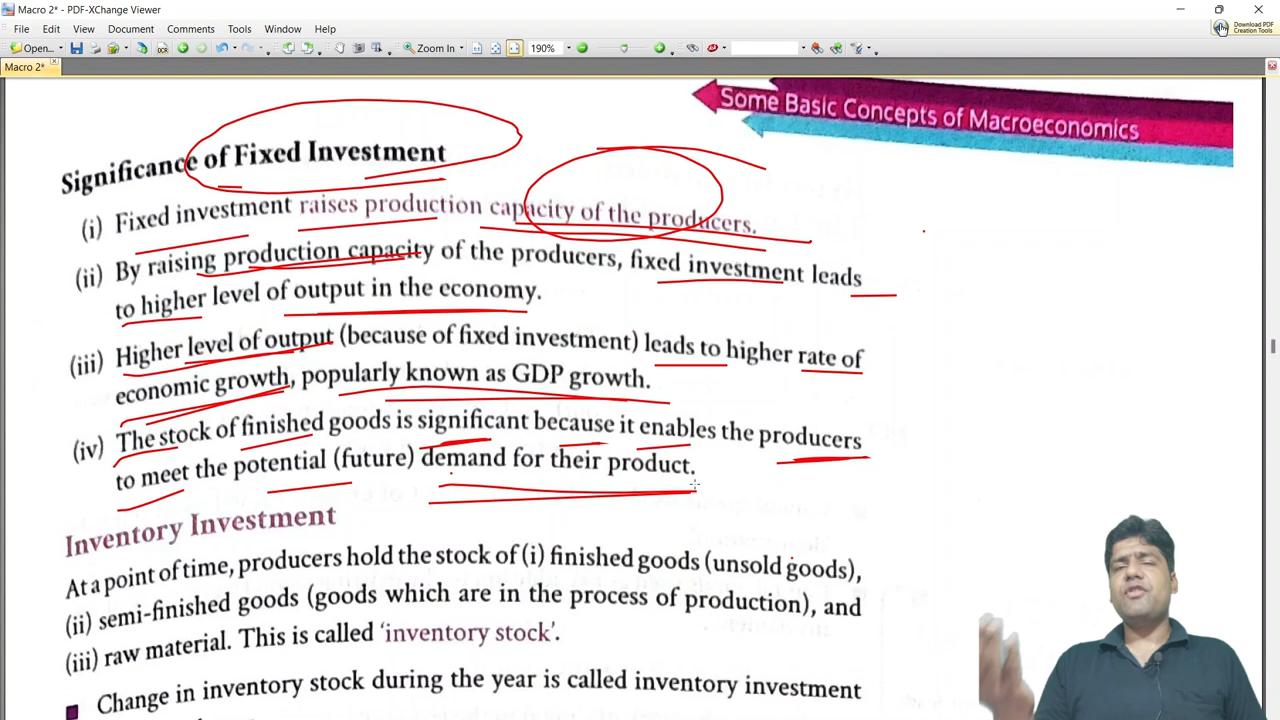 Macro 2* - PDF-XChange Viewer
File Edit View Document Comments Tools Window Help
Download PDF
Creation Tools
Open... Zoom In 190%
Macro 2*
Some Basic Concepts of Macroeconomics
Significance of Fixed Investment
(i) Fixed investment raises production capacity of the producers.
(ii) By raising production capacity of the producers, fixed investment leads
to higher level of output in the economy.
(iii) Higher level of output (because of fixed investment) leads to higher rate of
economic growth, popularly known as GDP growth.
(iv) The stock of finished goods is significant because it enables the producers
to meet the potential (future) demand for their product.
Inventory Investment
At a point of time, producers hold the stock of (i) finished goods (unsold goods),
(ii) semi-finished goods (goods which are in the process of production), and
(iii) raw material. This is called ‘inventory stock’.
Change in inventory stock during the year is called inventory investment